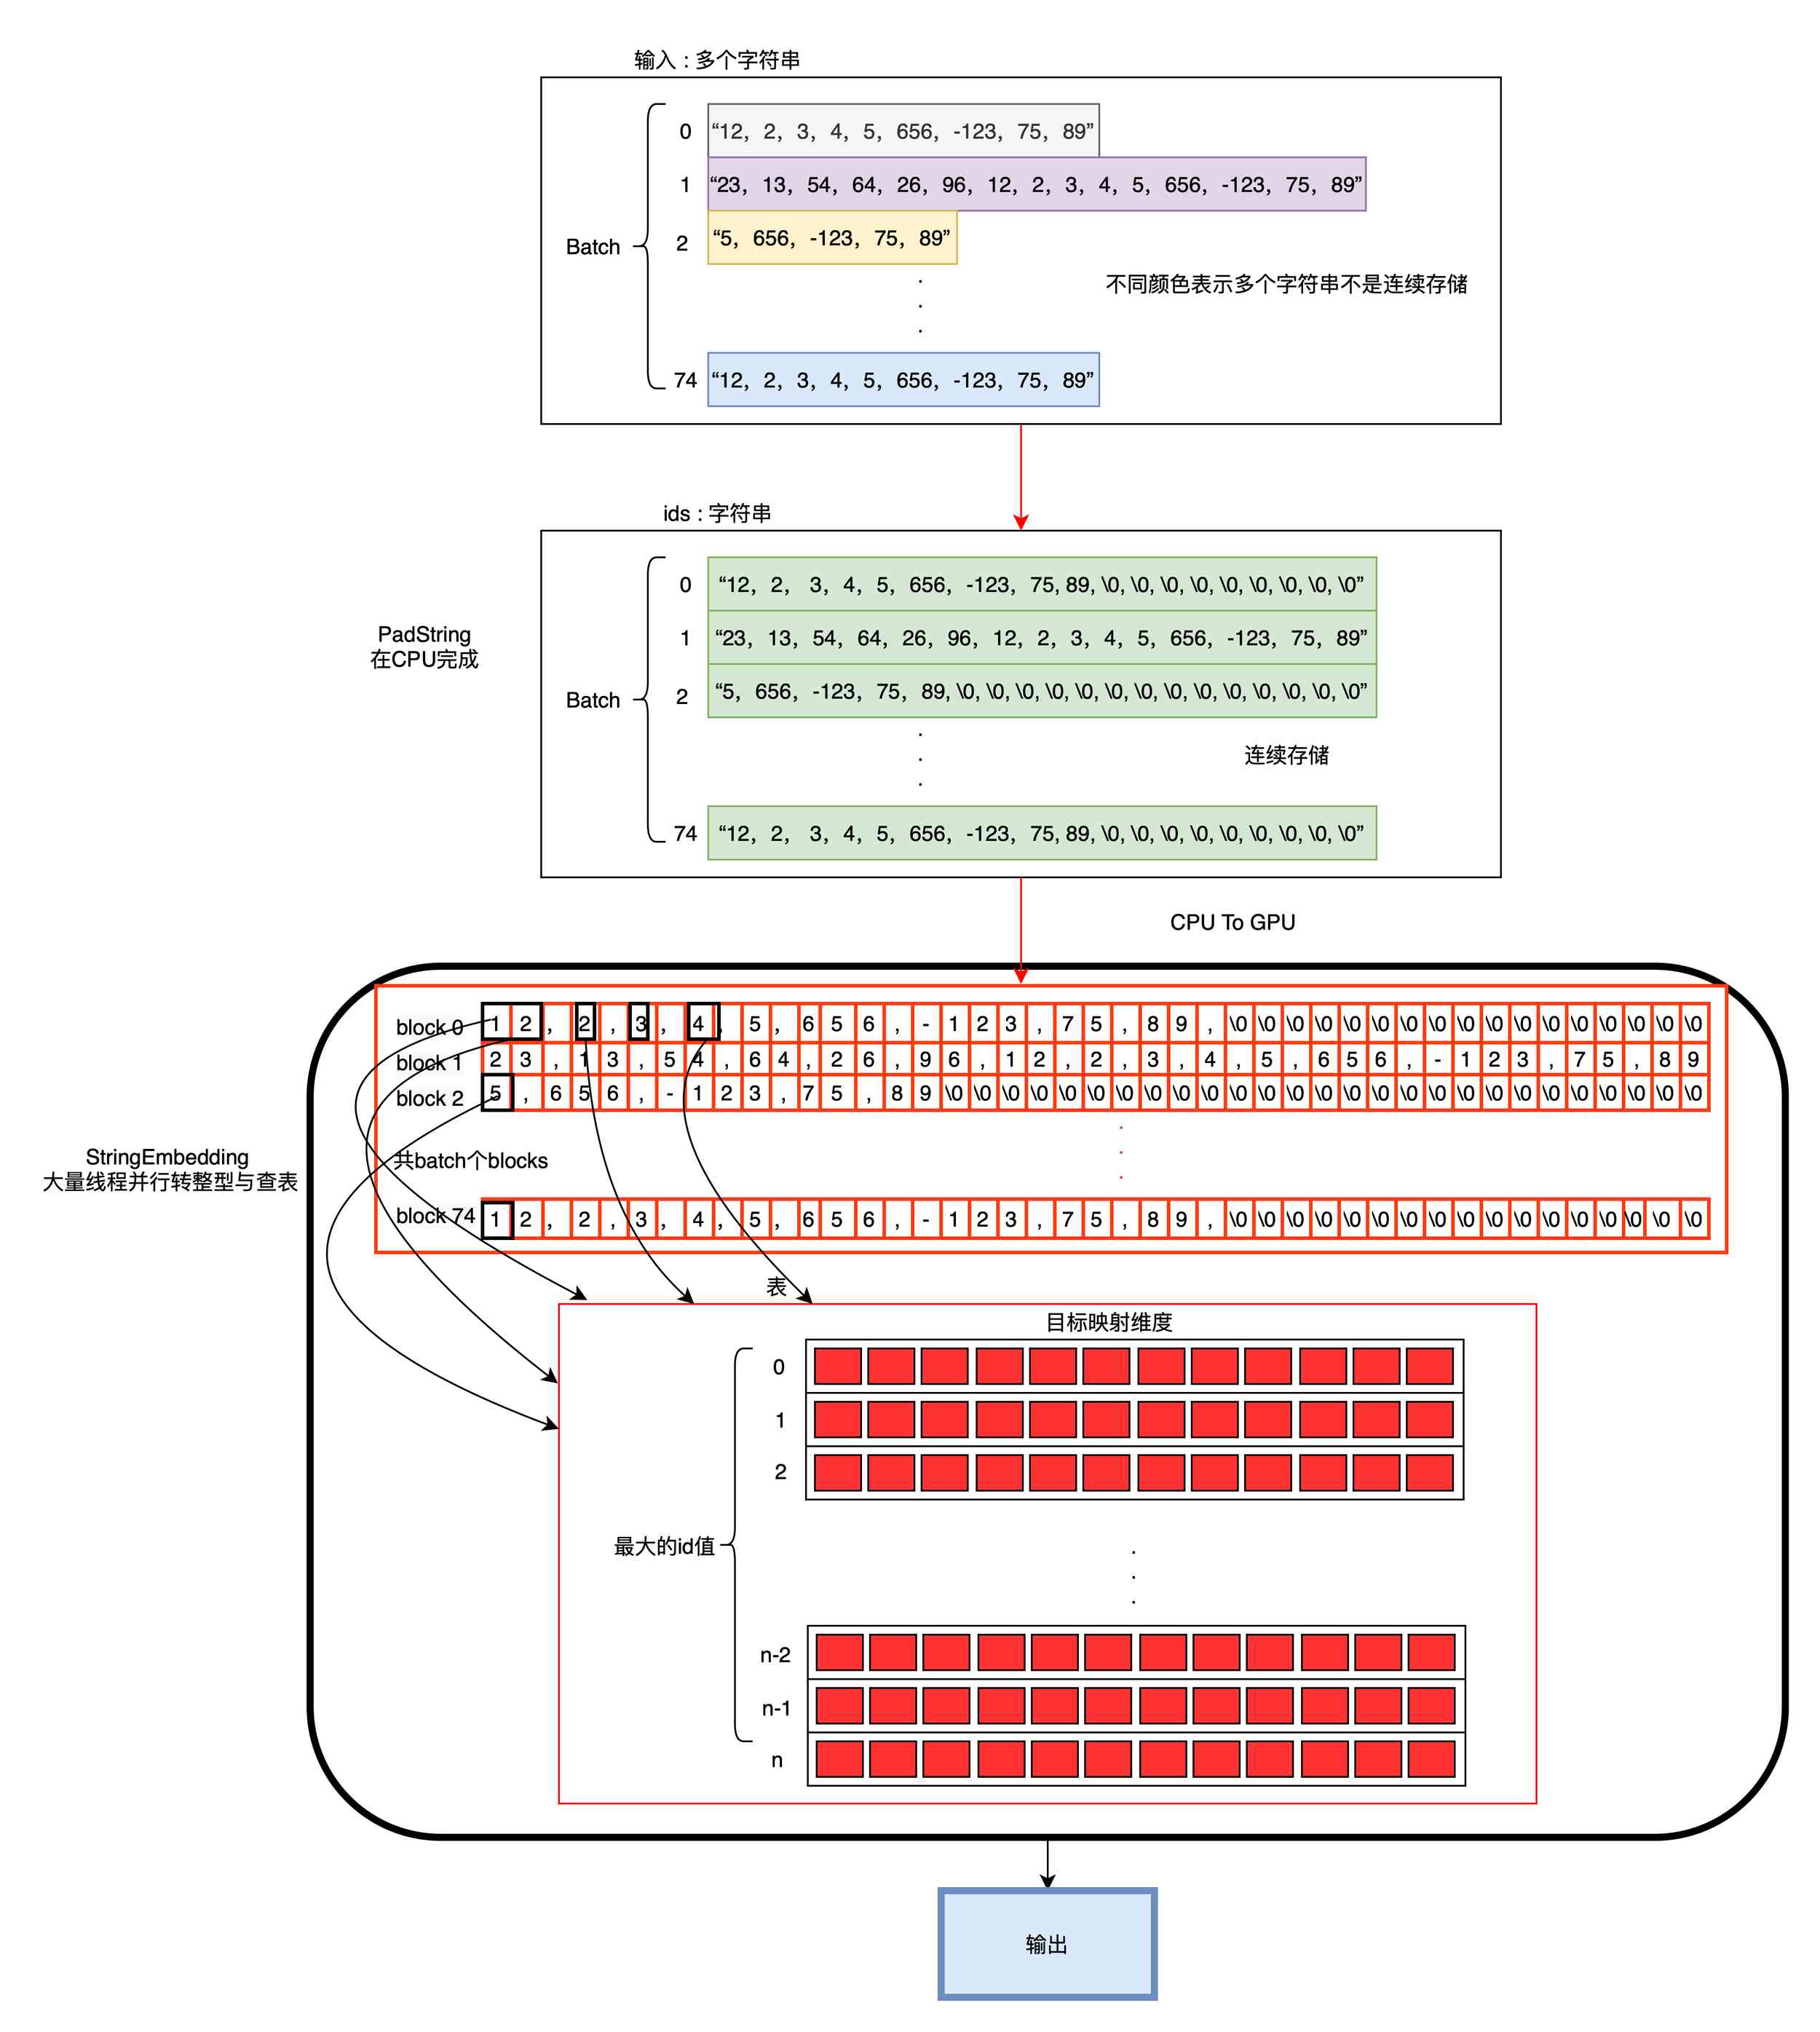 输入 : 多个字符串
0 “12, 2, 3, 4, 5, 656, -123, 75, 89”
1 “23, 13, 54, 64, 26, 96, 12, 2, 3, 4, 5, 656, -123, 75, 89”
Batch
2 “5, 656, -123, 75, 89”
不同颜色表示多个字符串不是连续存储
.
.
.
74 “12, 2, 3, 4, 5, 656, -123, 75, 89”
ids : 字符串
0 “12, 2, 3, 4, 5, 656, -123, 75, 89, \0, \0, \0, \0, \0, \0, \0, \0, \0”
PadString
在CPU完成
1 “23, 13, 54, 64, 26, 96, 12, 2, 3, 4, 5, 656, -123, 75, 89”
Batch
2 “5, 656, -123, 75, 89, \0, \0, \0, \0, \0, \0, \0, \0, \0, \0, \0, \0, \0, \0”
.
.
.
连续存储
74 “12, 2, 3, 4, 5, 656, -123, 75, 89, \0, \0, \0, \0, \0, \0, \0, \0, \0”
CPU To GPU
block 0 1 2 , 2 , 3 , 4 , 5 , 6 5 6 , - 1 2 3 , 7 5 , 8 9 , \0 \0 \0 \0 \0 \0 \0 \0 \0 \0 \0 \0 \0 \0 \0 \0 \0
block 1 2 3 , 1 3 , 5 4 , 6 4 , 2 6 , 9 6 , 1 2 , 2 , 3 , 4 , 5 , 6 5 6 , - 1 2 3 , 7 5 , 8 9
block 2 5 , 6 5 6 , - 1 2 3 , 7 5 , 8 9 \0 \0 \0 \0 \0 \0 \0 \0 \0 \0 \0 \0 \0 \0 \0 \0 \0 \0 \0 \0 \0 \0 \0 \0 \0 \0 \0
.
.
.
StringEmbedding
大量线程并行转整型与查表
共batch个blocks
block 74 1 2 , 2 , 3 , 4 , 5 , 6 5 6 , - 1 2 3 , 7 5 , 8 9 , \0 \0 \0 \0 \0 \0 \0 \0 \0 \0 \0 \0 \0 \0 \0 \0 \0
表
目标映射维度
0
1
2
最大的id值
.
.
.
n-2
n-1
n
输出